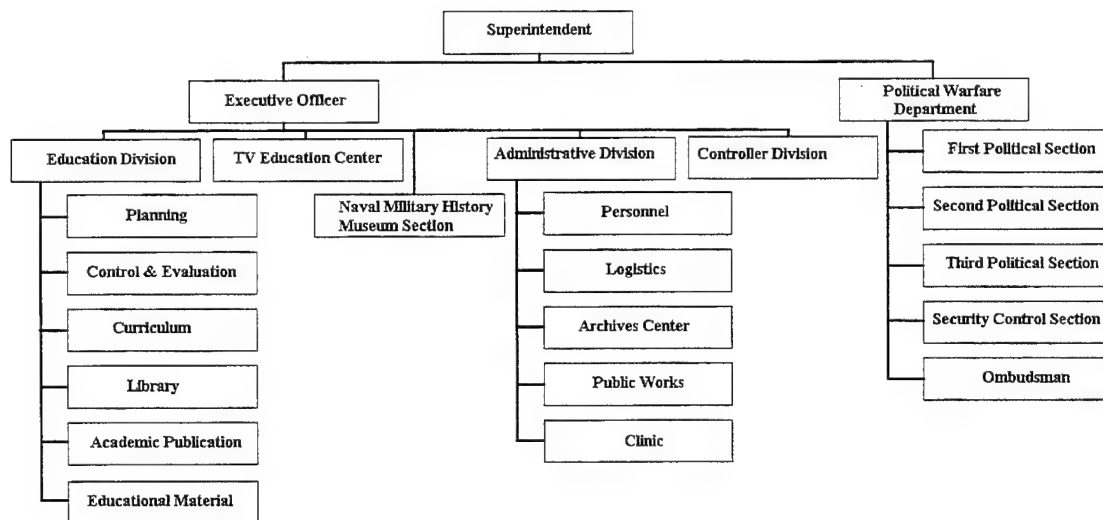 Superintendent
Executive Officer
Political Warfare
Department
Education Division
TV Education Center
Naval Military History
Museum Section
Administrative Division
Controller Division
Planning
Control & Evaluation
Curriculum
Library
Academic Publication
Educational Material
Personnel
Logistics
Archives Center
Public Works
Clinic
First Political Section
Second Political Section
Third Political Section
Security Control Section
Ombudsman